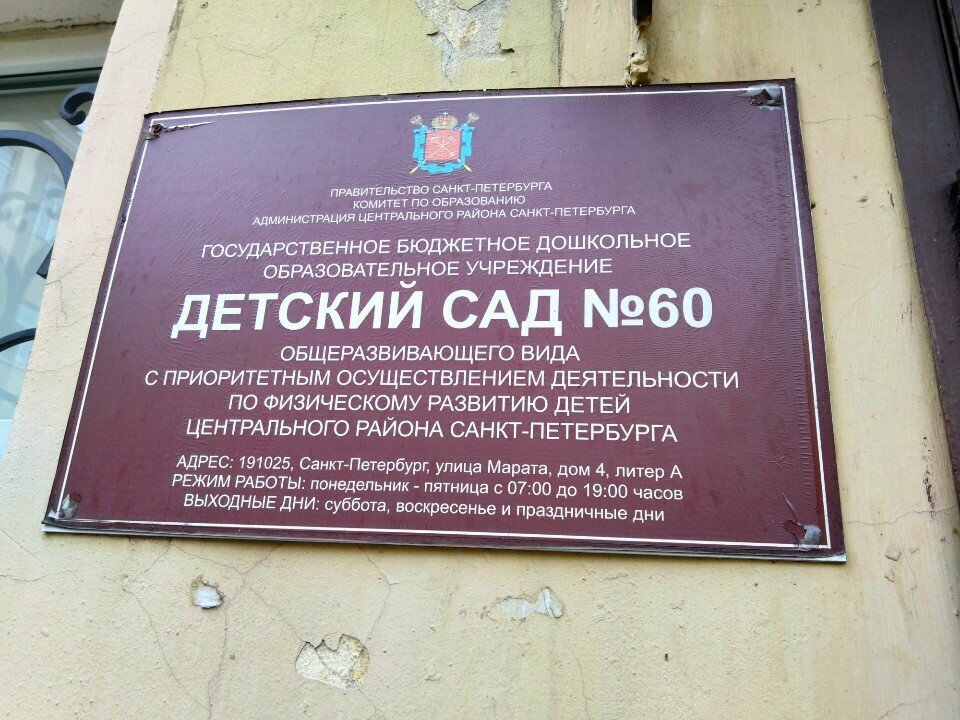 ПРАВИТЕЛЬСТВО САНКТ-ПЕТЕРБУРГА
КОМИТЕТ ПО ОБРАЗОВАНИЮ
АДМИНИСТРАЦИЯ ЦЕНТРАЛЬНОГО РАЙОНА САНКТ-ПЕТЕРБУРГА
ГОСУДАРСТВЕННОЕ БЮДЖЕТНОЕ ДОШКОЛЬНОЕ
ОБРАЗОВАТЕЛЬНОЕ УЧРЕЖДЕНИЕ
ДЕТСКИЙ САД №60
ОБЩЕРАЗВИВАЮЩЕГО ВИДА
С ПРИОРИТЕТНЫМ ОСУЩЕСТВЛЕНИЕМ ДЕЯТЕЛЬНОСТИ
ПО ФИЗИЧЕСКОМУ РАЗВИТИЮ ДЕТЕЙ
ЦЕНТРАЛЬНОГО РАЙОНА САНКТ-ПЕТЕРБУРГА
АДРЕС: 191025, Санкт-Петербург, улица Марата, дом 4, литер А
РЕЖИМ РАБОТЫ: понедельник - пятница с 07:00 до 19:00 часов
ВЫХОДНЫЕ ДНИ: суббота, воскресенье и праздничные дни